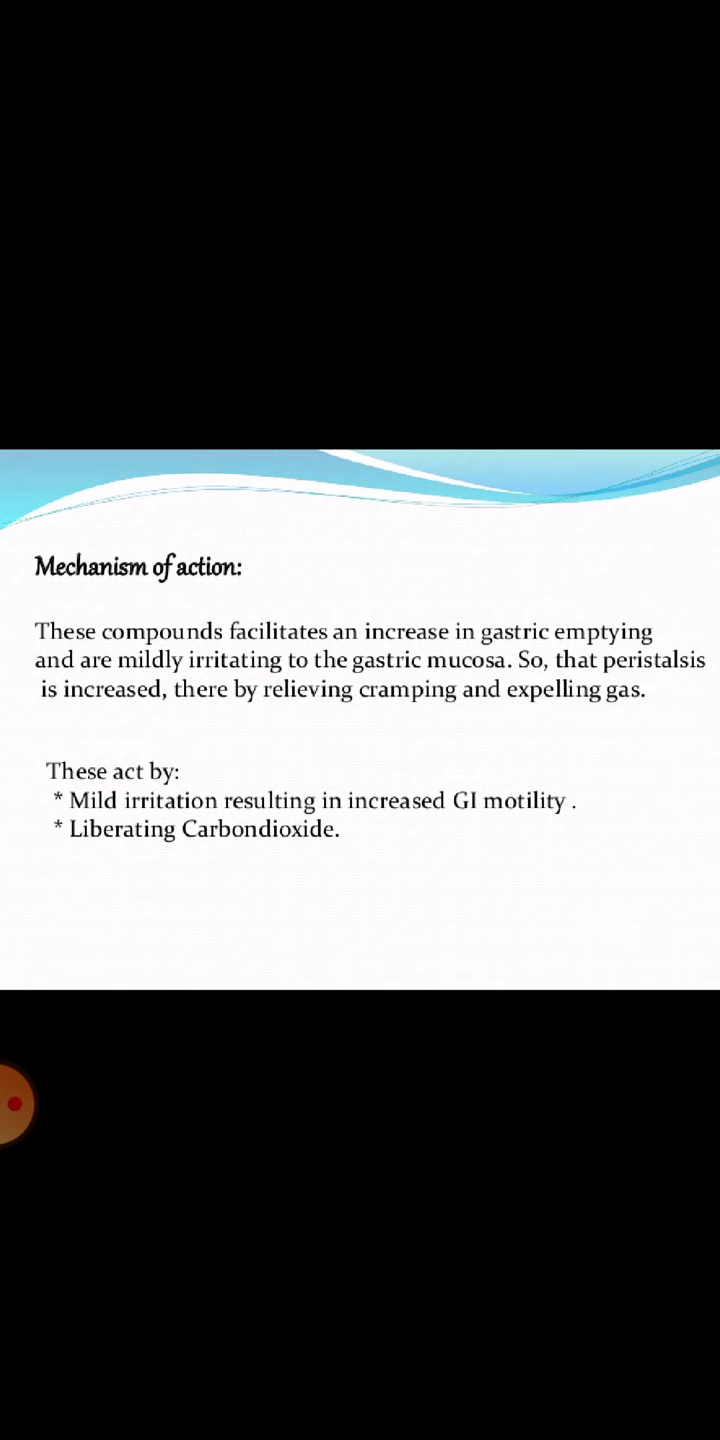 Mechanism of action:
These compounds facilitates an increase in gastric emptying
and are mildly irritating to the gastric mucosa. So, that peristalsis
is increased, there by relieving cramping and expelling gas.
These act by:
* Mild irritation resulting in increased GI motility .
* Liberating Carbondioxide.